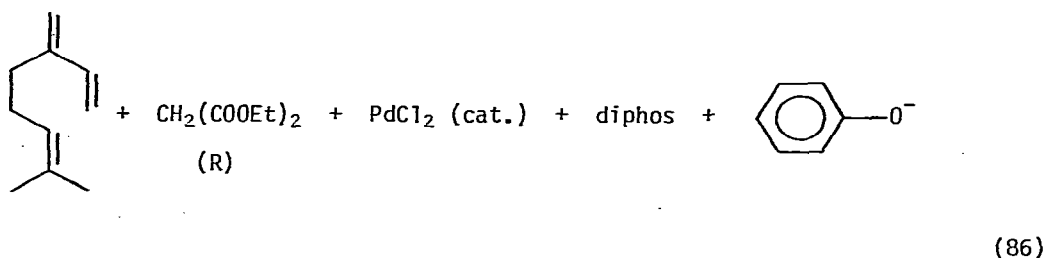 + CH₂(COOEt)₂ + PdCl₂ (cat.) + diphos + O⁻
(R)
(86)